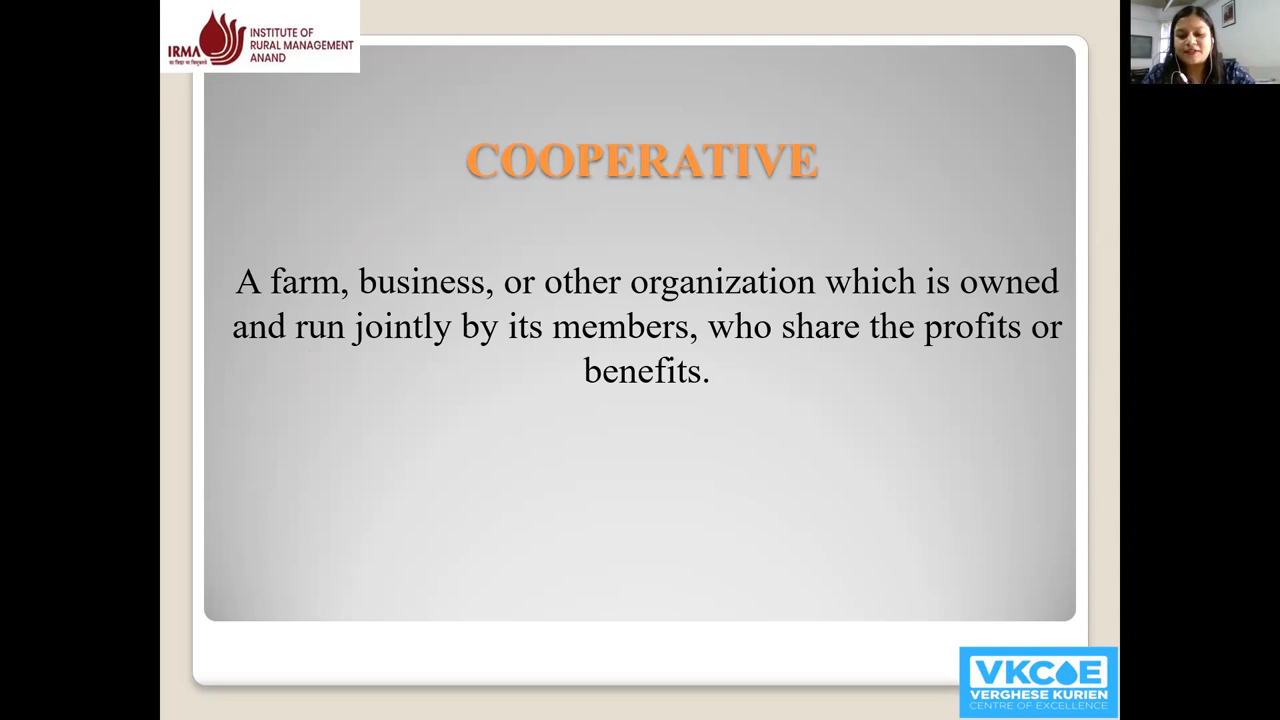 IRMA
INSTITUTE OF
RURAL MANAGEMENT
ANAND
COOPERATIVE
A farm, business, or other organization which is owned
and run jointly by its members, who share the profits or
benefits.
VKCOE
VERGHESE KURIEN
CENTRE OF EXCELLENCE